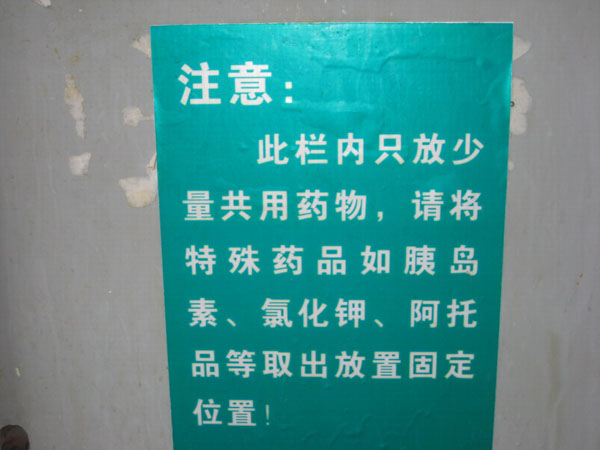 注意：
此栏内只放少
量共用药物，请将
特殊药品如胰岛
素、氯化钾、阿托
品等取出放置固定
位置！